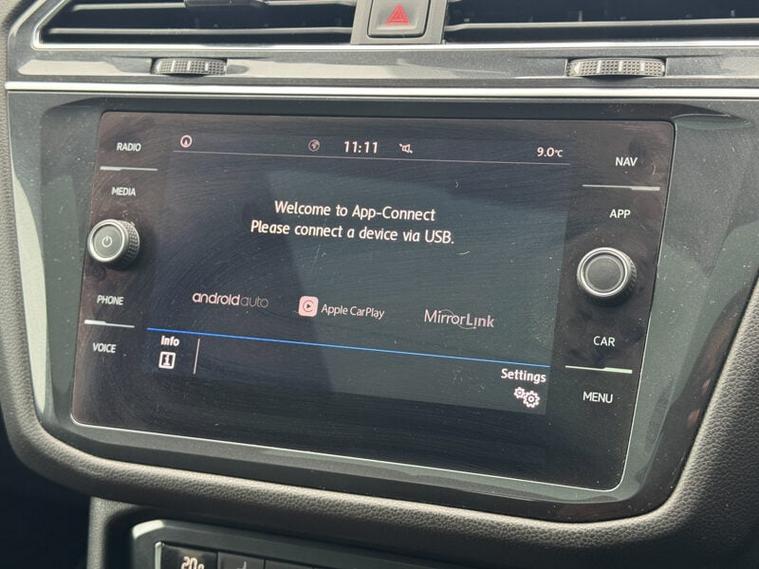 RADIO
MEDIA
PHONE
VOICE
11:11
9.0°C
Welcome to App-Connect
Please connect a device via USB.
androidauto
Apple CarPlay
MirrorLink
Info
Settings
NAV
APP
CAR
MENU